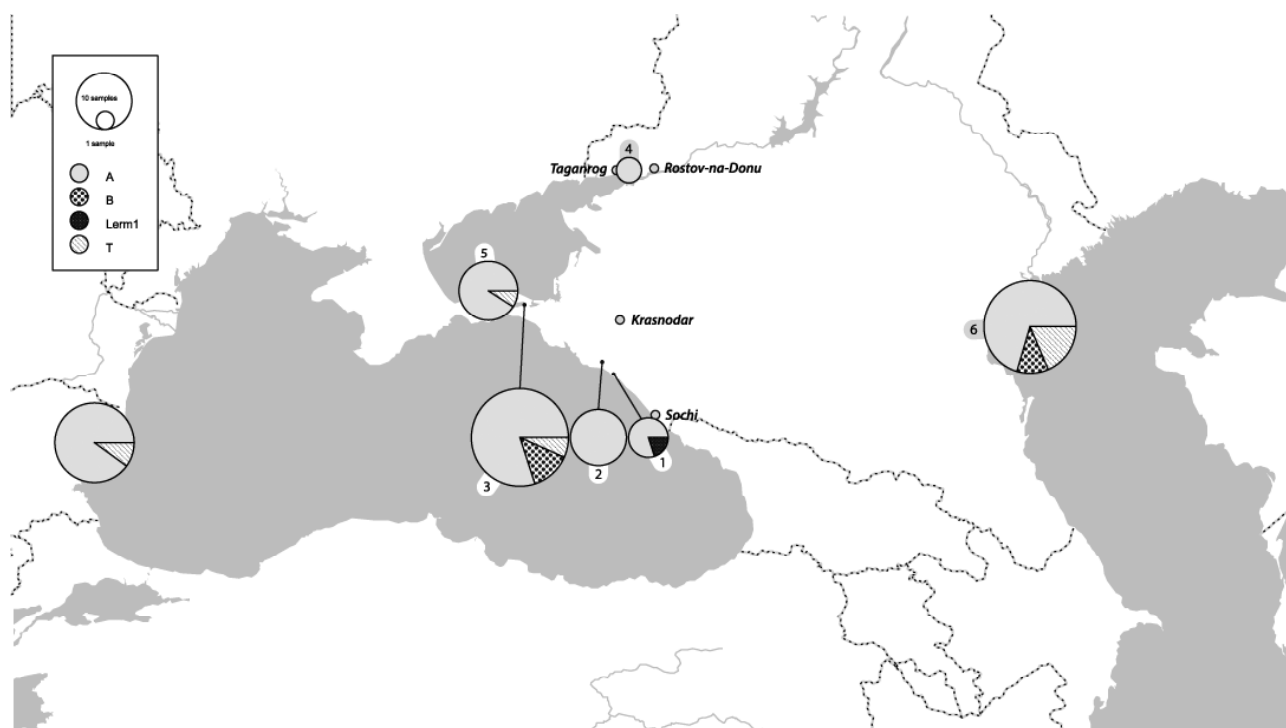 10 samples
1 sample
A
B
Lerm1
T
4
Taganrog
Rostov-na-Donu
5
Krasnodar
6
Sochi
1
2
3